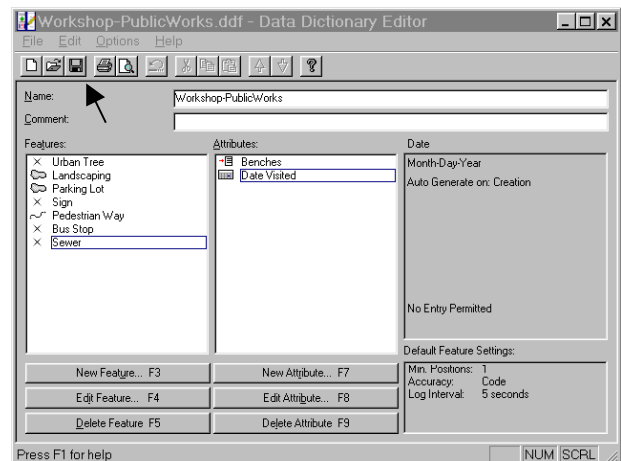 Workshop-PublicWorks.ddf - Data Dictionary Editor
File Edit Options Help
Name: Workshop-PublicWorks
Comment:
Features:
Urban Tree
Landscaping
Parking Lot
Sign
Pedestrian Way
Bus Stop
Sewer
Attributes:
Benches
Date Visited
Date
Month-Day-Year
Auto Generate on: Creation
No Entry Permitted
Default Feature Settings:
Min. Positions: 1
Accuracy: Code
Log Interval: 5 seconds
New Feature... F3
New Attribute... F7
Edit Feature... F4
Edit Attribute... F8
Delete Feature F5
Delete Attribute F9
Press F1 for help
NUM SCRL